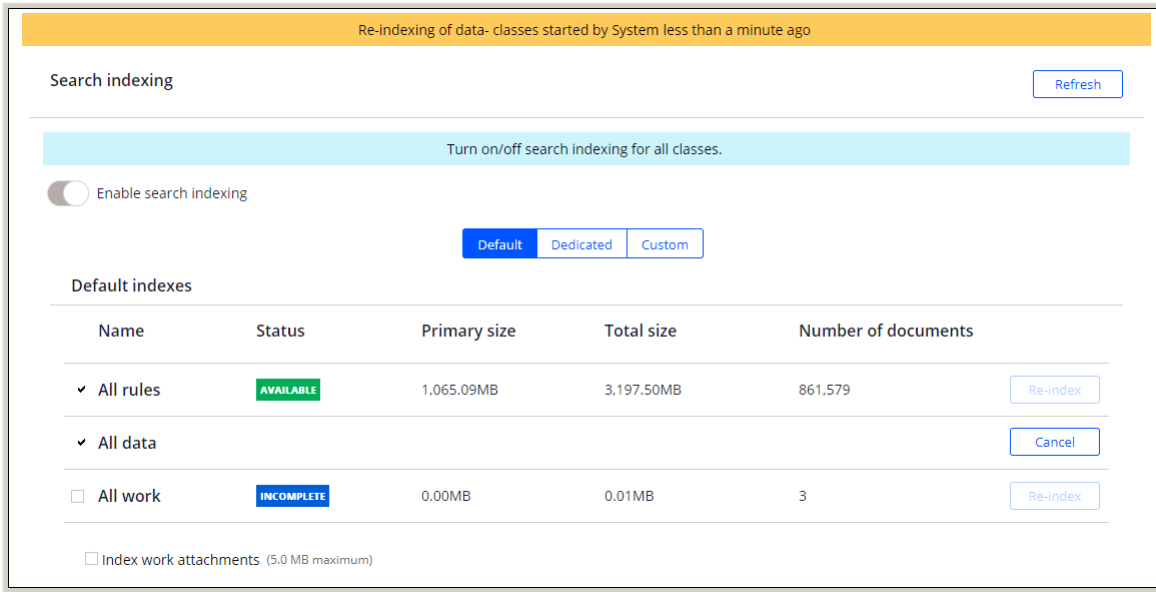 Re-indexing of data- classes started by System less than a minute ago
Search indexing
Refresh
Turn on/off search indexing for all classes.
Enable search indexing
Default Dedicated Custom
Default indexes
Name Status Primary size Total size Number of documents
All rules AVAILABLE 1,065.09MB 3,197.50MB 861,579 Re-index
All data Cancel
All work INCOMPLETE 0.00MB 0.01MB 3 Re-index
Index work attachments (5.0 MB maximum)